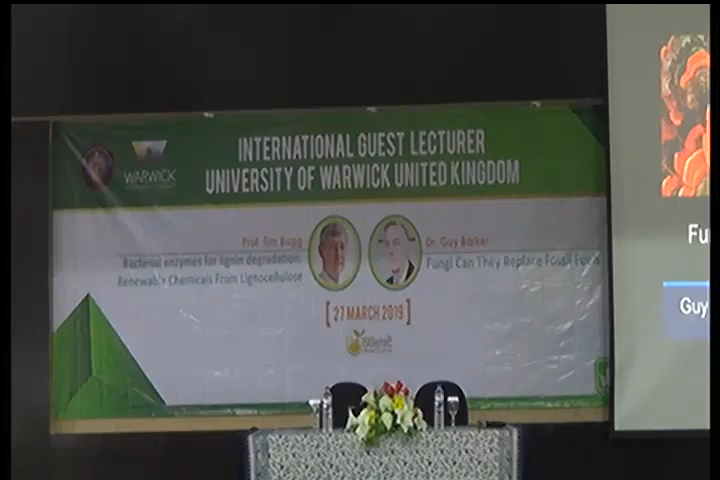 INTERNATIONAL GUEST LECTURER
UNIVERSITY OF WARWICK UNITED KINGDOM
WARWICK
Prof. Tim Bugg
Bacterial enzymes for lignin degradation:
Renewable Chemicals From Lignocellulose
Dr. Guy Barker
Fungi Can They Replace Fossil Fuels
[27 MARCH 2019]
Fu
Guy